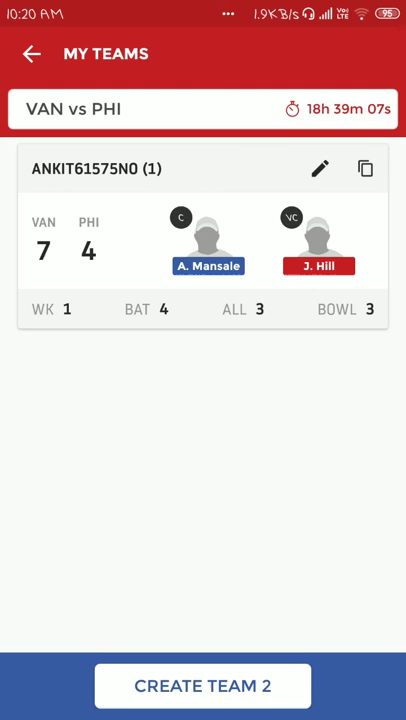 10:20 AM ... 1.9KB/s Vo LTE 95
MY TEAMS
VAN vs PHI 18h 39m 07s
ANKIT61575NO (1)
VAN PHI C VC
7 4
A. Mansale J. Hill
WK 1 BAT 4 ALL 3 BOWL 3
CREATE TEAM 2